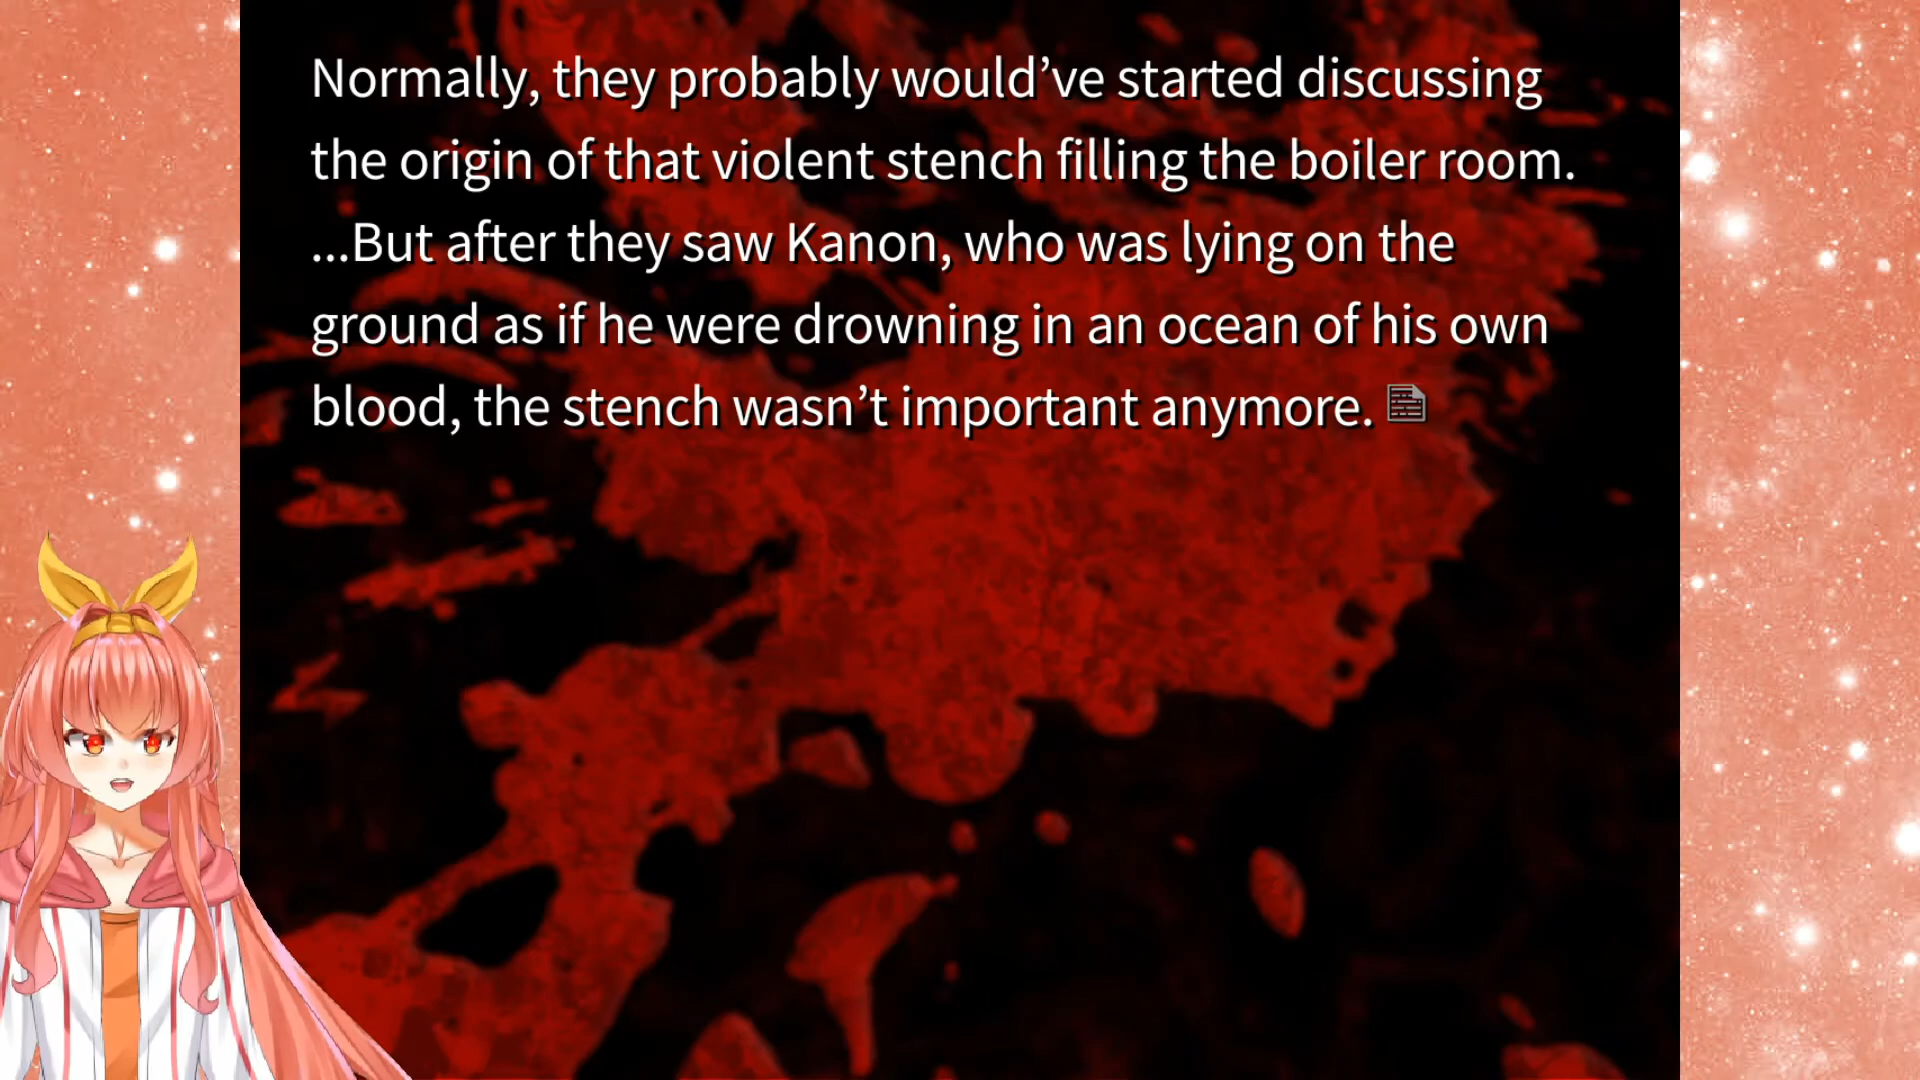 Normally, they probably would’ve started discussing
the origin of that violent stench filling the boiler room.
...But after they saw Kanon, who was lying on the
ground as if he were drowning in an ocean of his own
blood, the stench wasn’t important anymore.